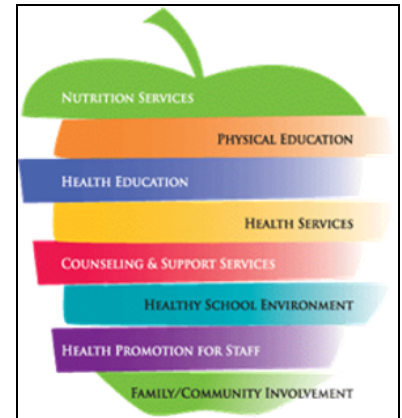 NUTRITION SERVICES
PHYSICAL EDUCATION
HEALTH EDUCATION
HEALTH SERVICES
COUNSELING & SUPPORT SERVICES
HEALTHY SCHOOL ENVIRONMENT
HEALTH PROMOTION FOR STAFF
FAMILY/COMMUNITY INVOLVEMENT